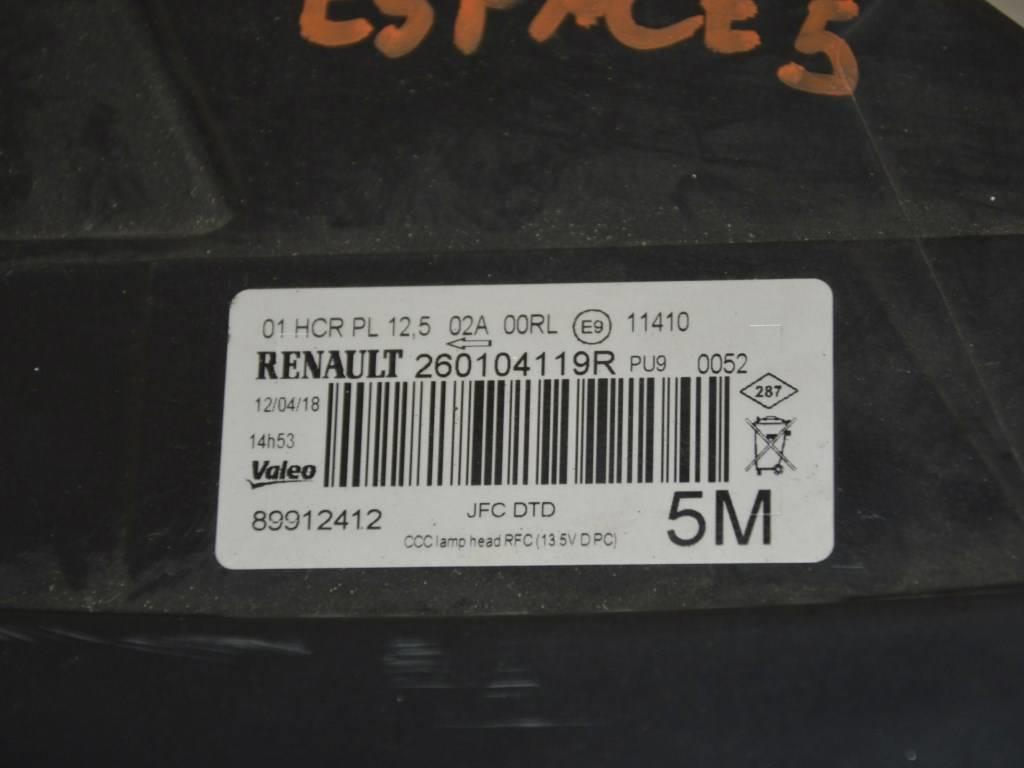 ESPACE 5
01 HCR PL 12,5 02A 00RL E9 11410
RENAULT 260104119R PU9 0052
12/04/18
287
14h53
Valeo
89912412
JFC DTD
5M
CCC lamp head RFC (13.5V D PC)